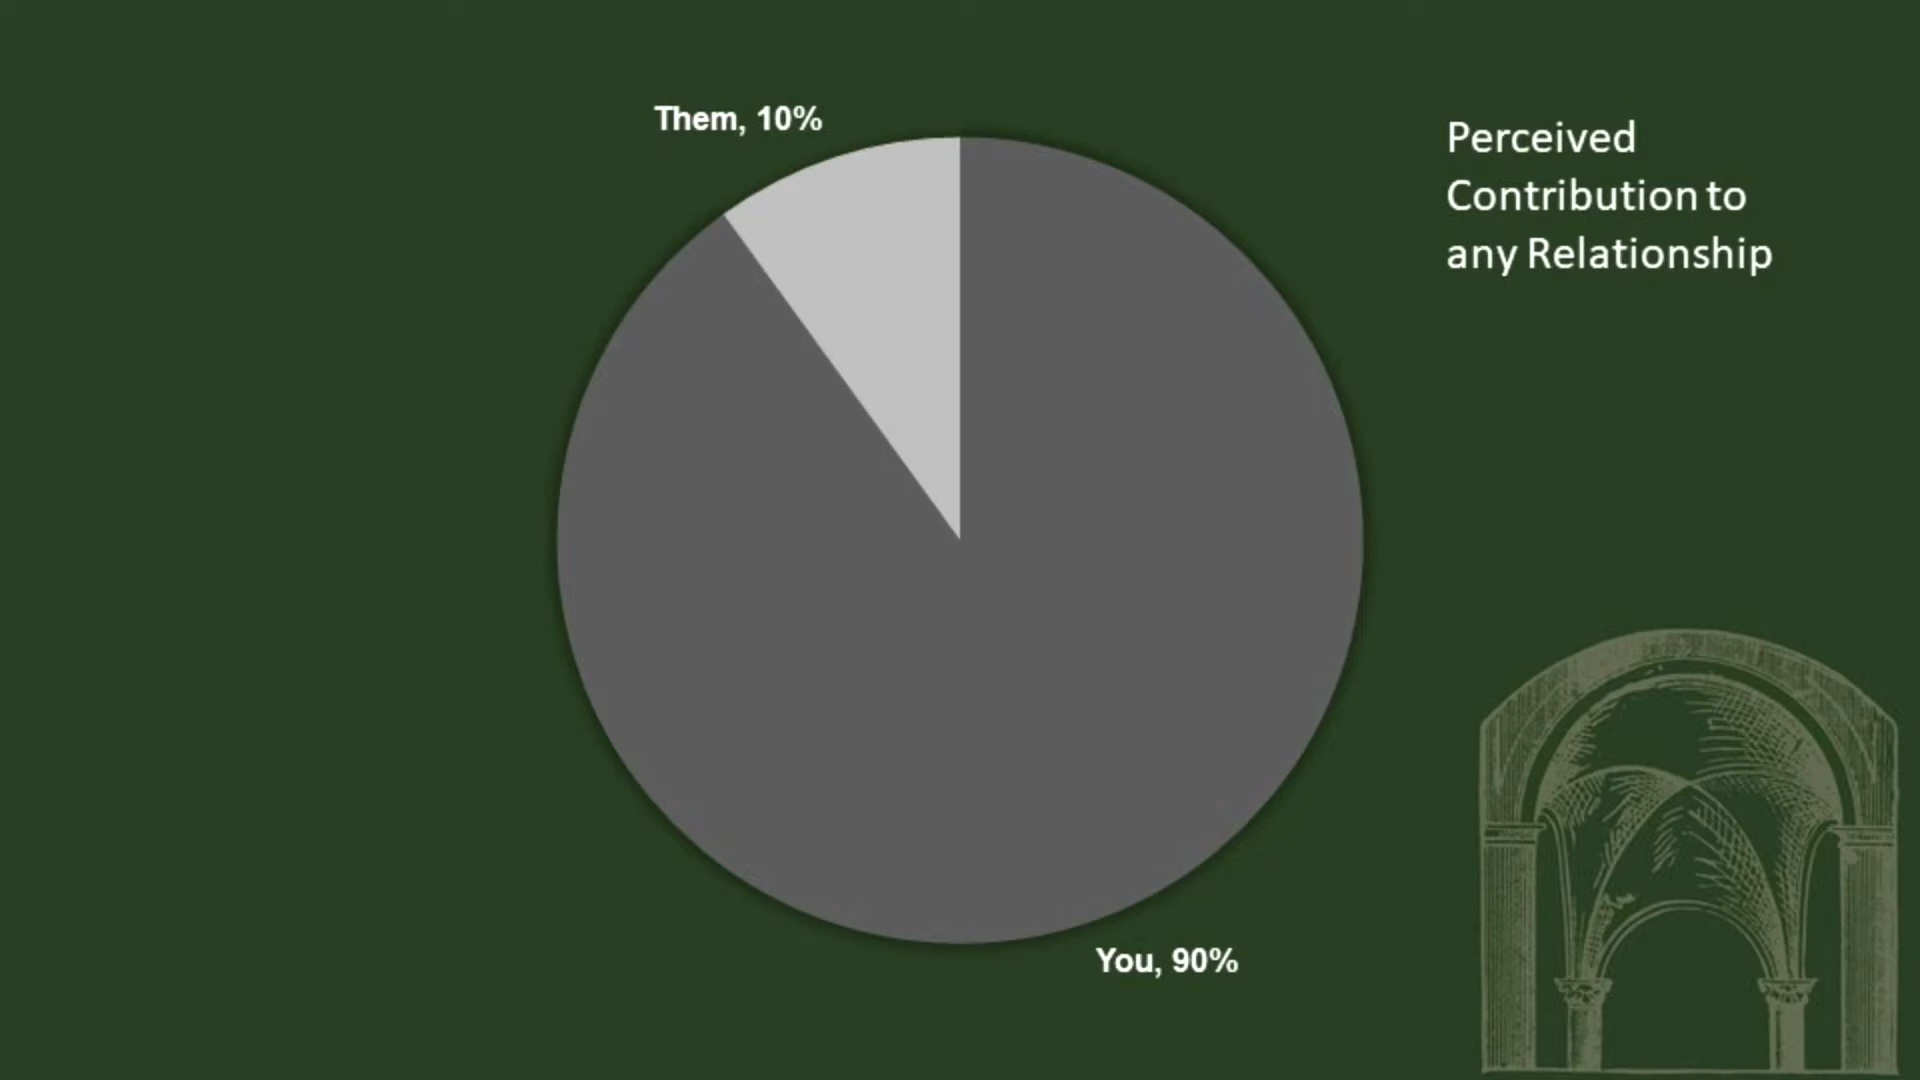 Them, 10%
Perceived
Contribution to
any Relationship
You, 90%